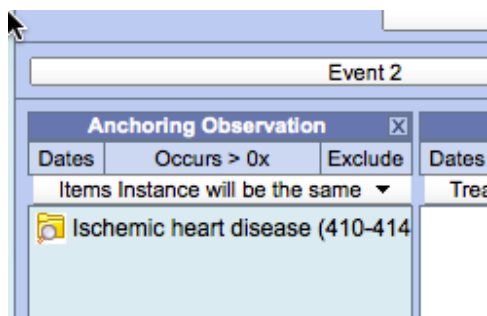 Event 2
Anchoring Observation X
Dates Occurs > 0x Exclude Dates
Items Instance will be the same ▼
Ischemic heart disease (410-414